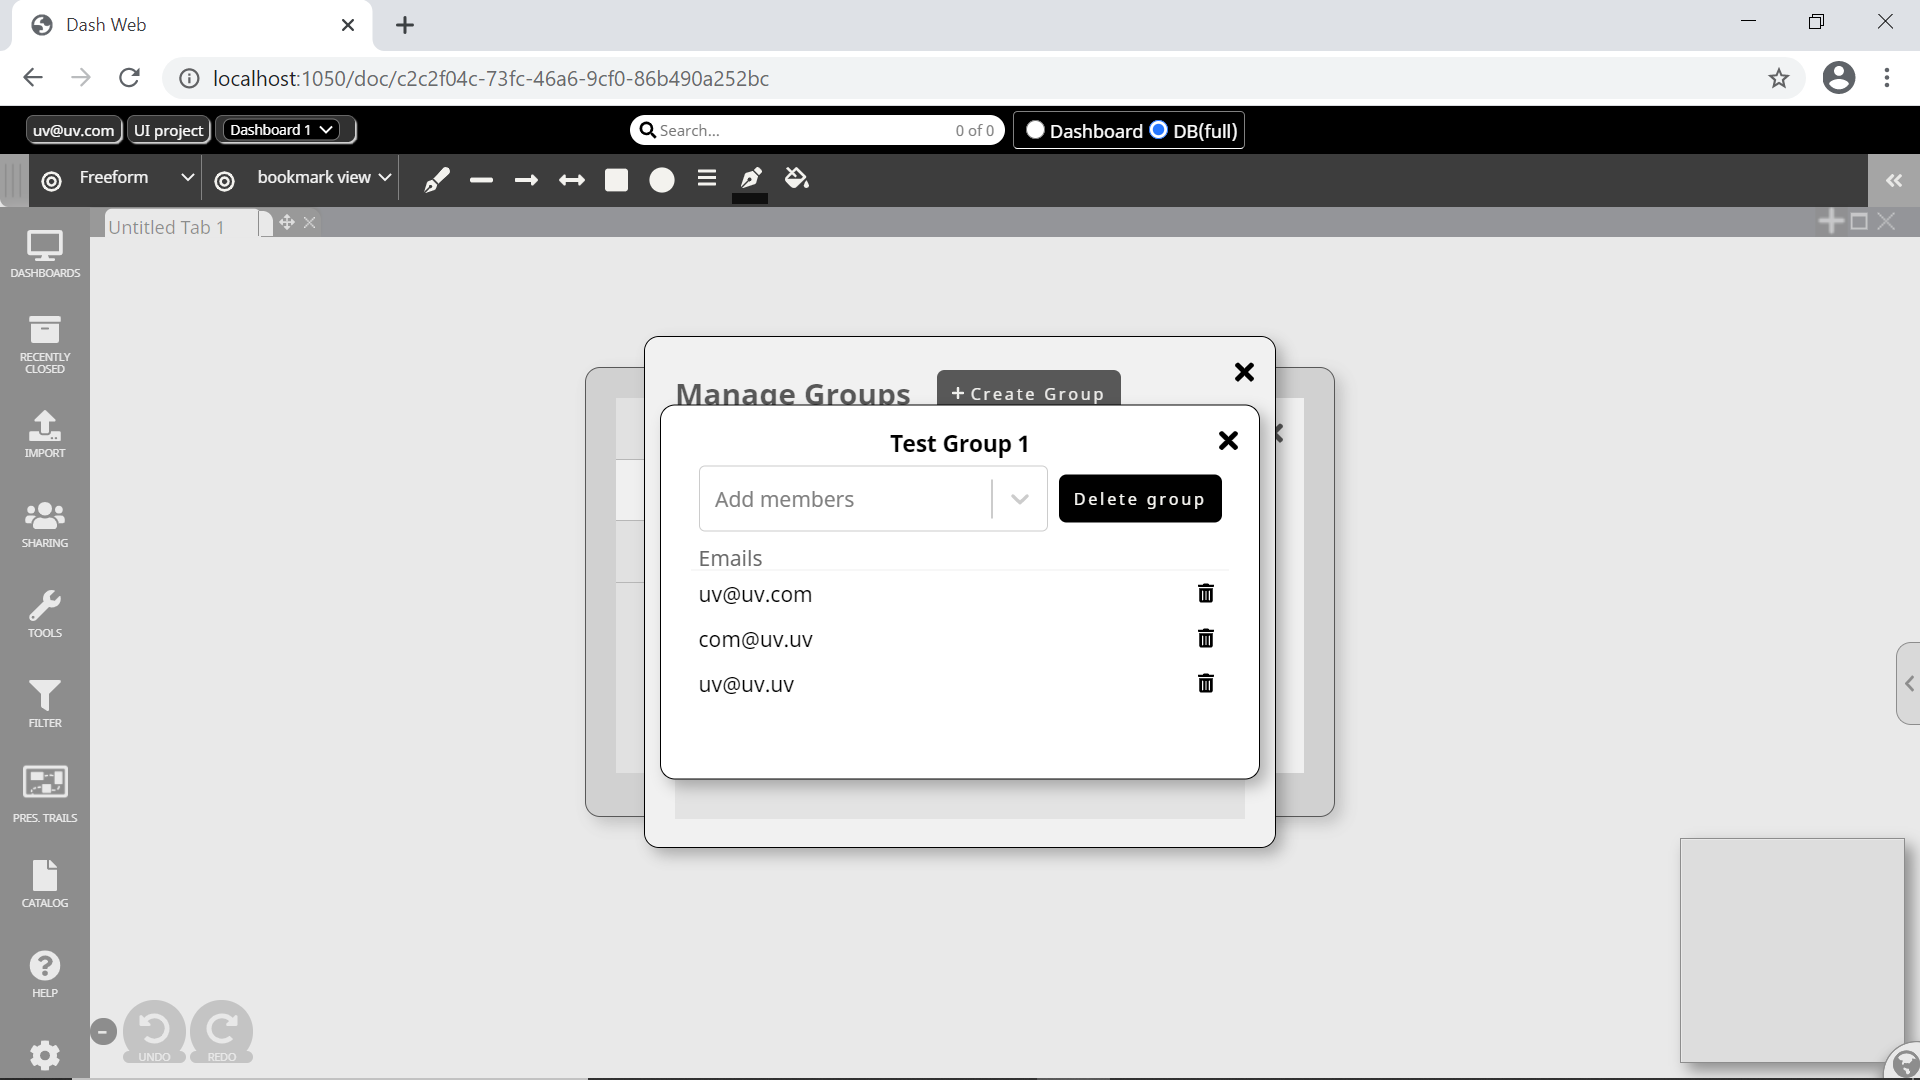 Dash Web
localhost:1050/doc/c2c2f04c-73fc-46a6-9cf0-86b490a252bc
uv@uv.com UI project Dashboard 1 Search... 0 of 0 Dashboard DB(full)
Freeform bookmark view
Untitled Tab 1
DASHBOARDS
RECENTLY
CLOSED
IMPORT
SHARING
TOOLS
FILTER
PRES. TRAILS
CATALOG
HELP
Manage Groups + Create Group
Test Group 1
Add members Delete group
Emails
uv@uv.com
com@uv.uv
uv@uv.uv
UNDO REDO